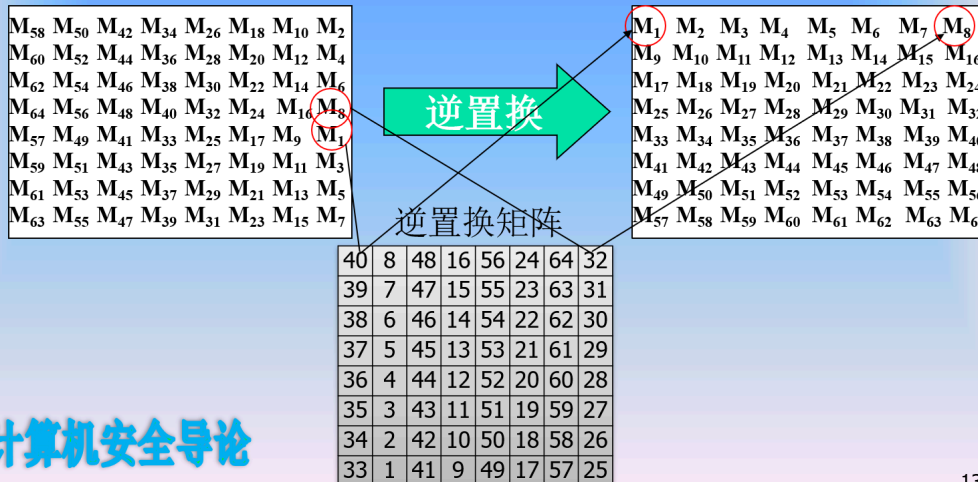 M58 M50 M42 M34 M26 M18 M10 M2
M60 M52 M44 M36 M28 M20 M12 M4
M62 M54 M46 M38 M30 M22 M14 M6
M64 M56 M48 M40 M32 M24 M16 M8
M57 M49 M41 M33 M25 M17 M9 M1
M59 M51 M43 M35 M27 M19 M11 M3
M61 M53 M45 M37 M29 M21 M13 M5
M63 M55 M47 M39 M31 M23 M15 M7
逆置换
M1 M2 M3 M4 M5 M6 M7 M8
M9 M10 M11 M12 M13 M14 M15 M16
M17 M18 M19 M20 M21 M22 M23 M24
M25 M26 M27 M28 M29 M30 M31 M32
M33 M34 M35 M36 M37 M38 M39 M40
M41 M42 M43 M44 M45 M46 M47 M48
M49 M50 M51 M52 M53 M54 M55 M56
M57 M58 M59 M60 M61 M62 M63 M6
逆置换矩阵
40 8 48 16 56 24 64 32
39 7 47 15 55 23 63 31
38 6 46 14 54 22 62 30
37 5 45 13 53 21 61 29
36 4 44 12 52 20 60 28
35 3 43 11 51 19 59 27
34 2 42 10 50 18 58 26
33 1 41 9 49 17 57 25
计算机安全导论